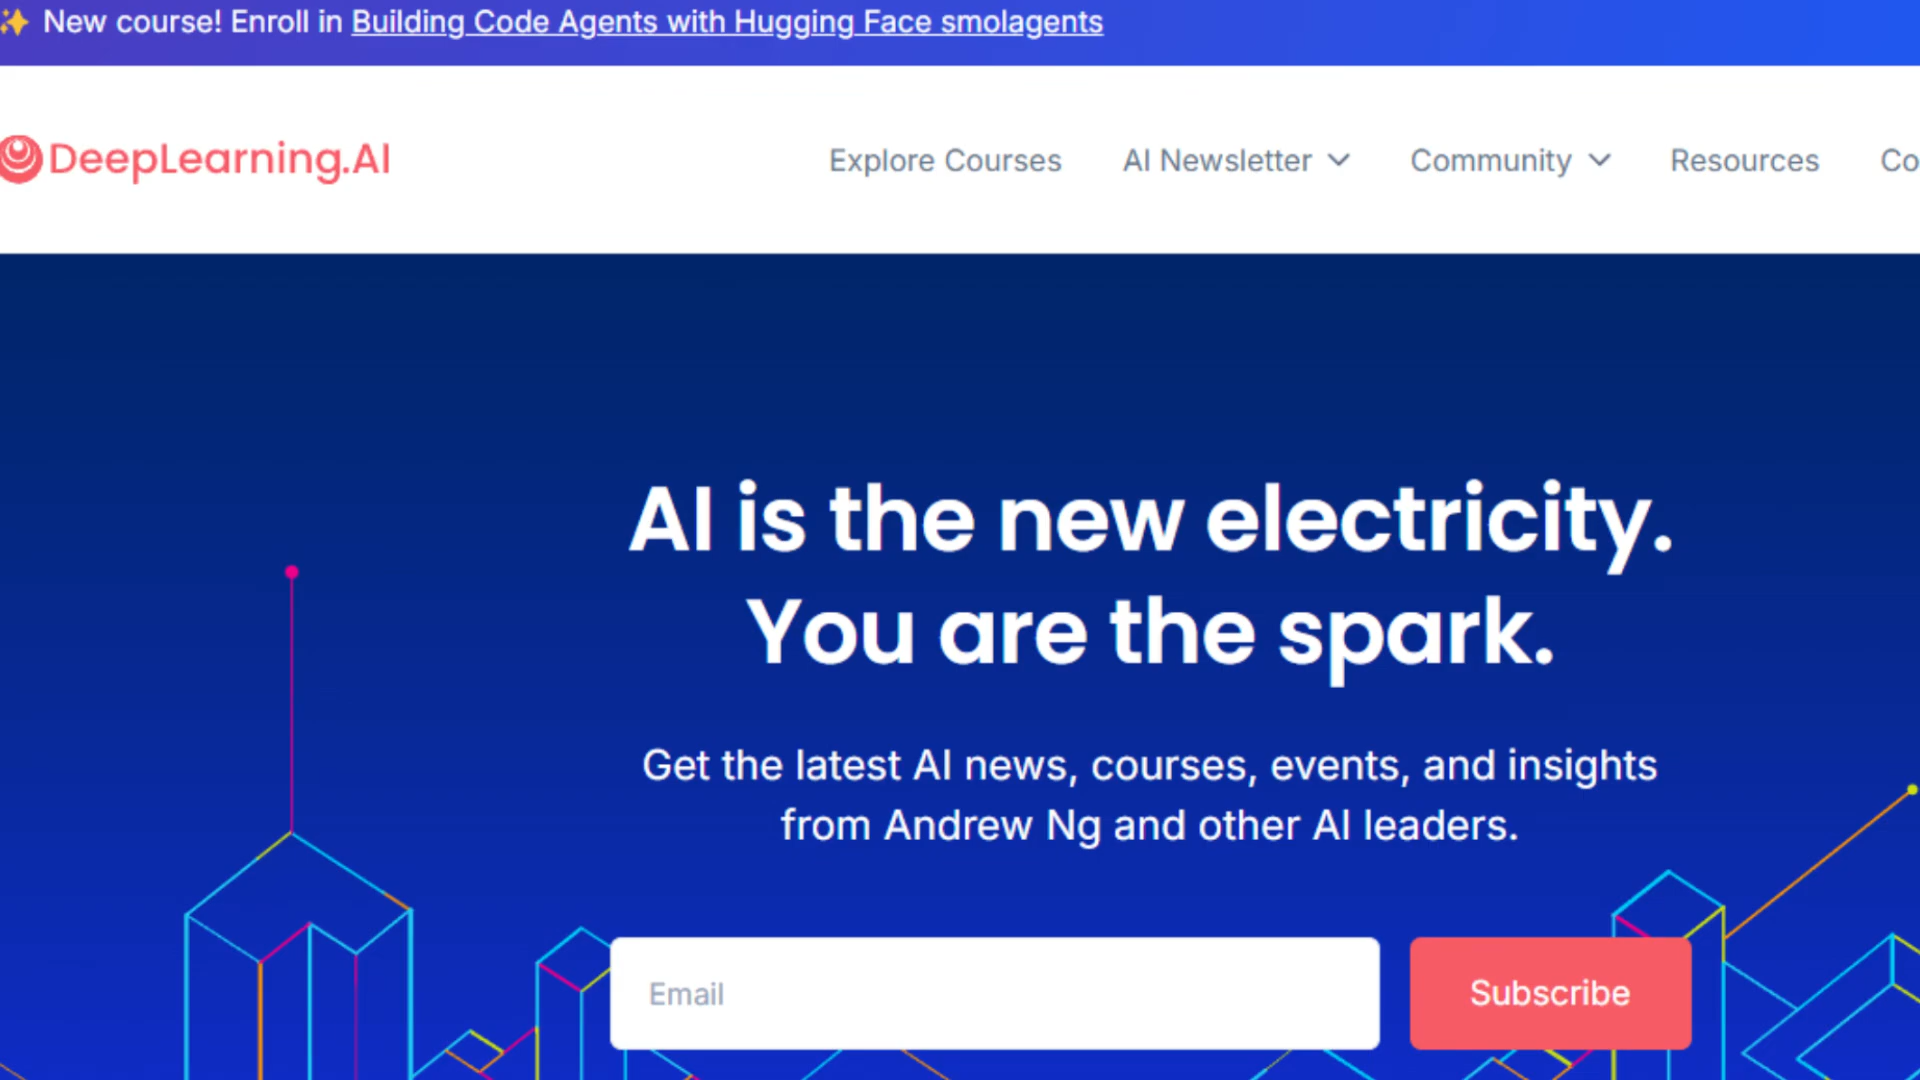 New course! Enroll in Building Code Agents with Hugging Face smolagents
DeepLearning.AI
Explore Courses
AI Newsletter
Community
Resources
Co
AI is the new electricity.
You are the spark.
Get the latest AI news, courses, events, and insights
from Andrew Ng and other AI leaders.
Email
Subscribe